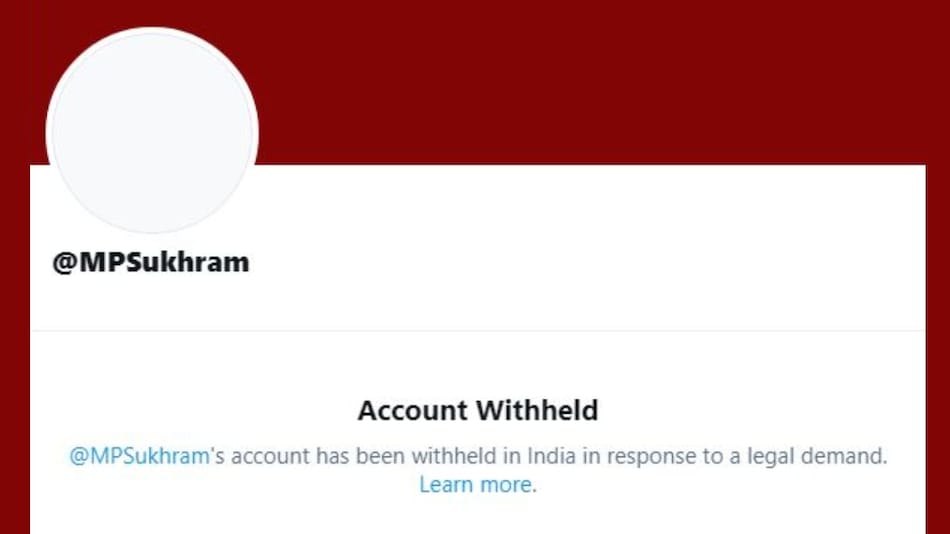 @MPSukhram
Account Withheld
@MPSukhram's account has been withheld in India in response to a legal demand.
Learn more.